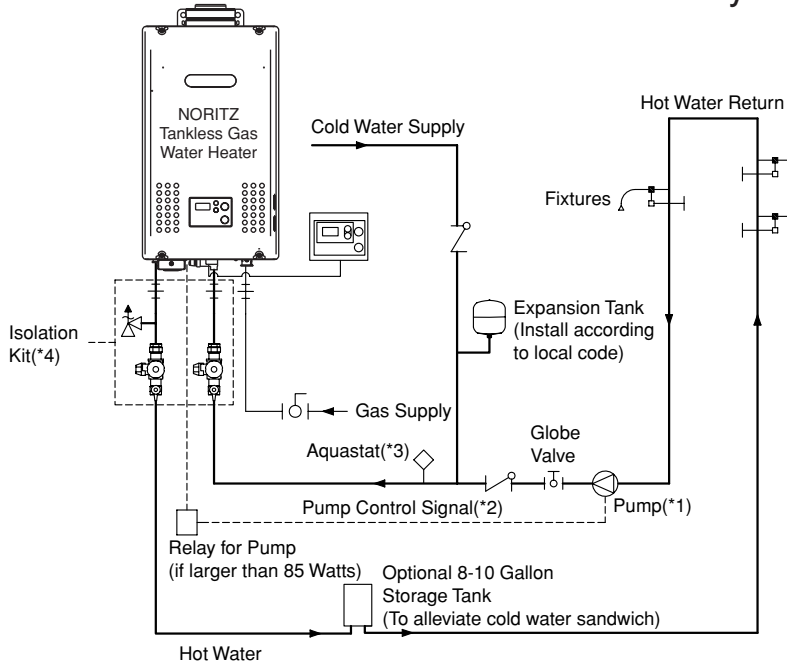 NORITZ
Tankless Gas
Water Heater
Cold Water Supply
Hot Water Return
Fixtures
Expansion Tank
(Install according
to local code)
Isolation
Kit(*4)
Gas Supply
Globe
Valve
Aquastat(*3)
Pump Control Signal(*2)
Pump(*1)
Relay for Pump
(if larger than 85 Watts)
Optional 8-10 Gallon
Storage Tank
(To alleviate cold water sandwich)
Hot Water